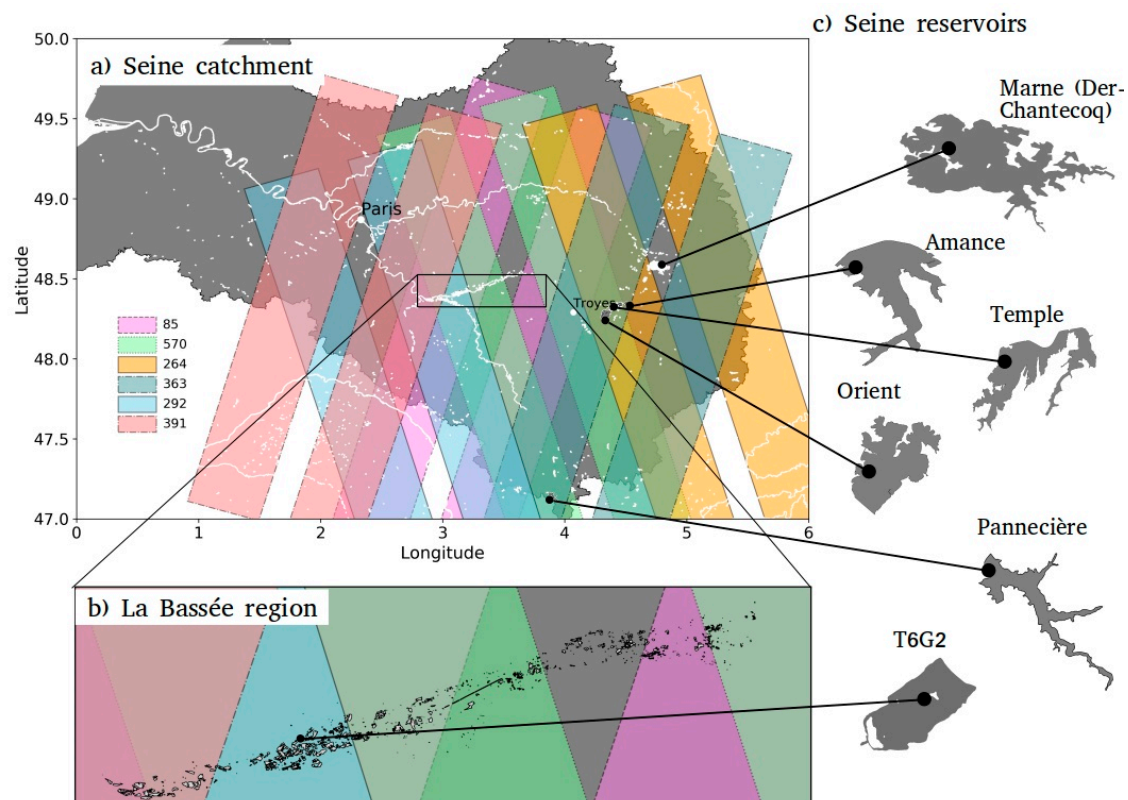 c) Seine reservoirs
50.0
a) Seine catchment
Marne (Der-
Chantecoq)
49.5
49.0
Paris
Amance
Latitude
48.5
Troyes
Temple
85
570
264
363
292
391
48.0
Orient
47.5
47.0
0 1 2 3 4 5 6
Longitude
Pannecière
b) La Bassée region
T6G2